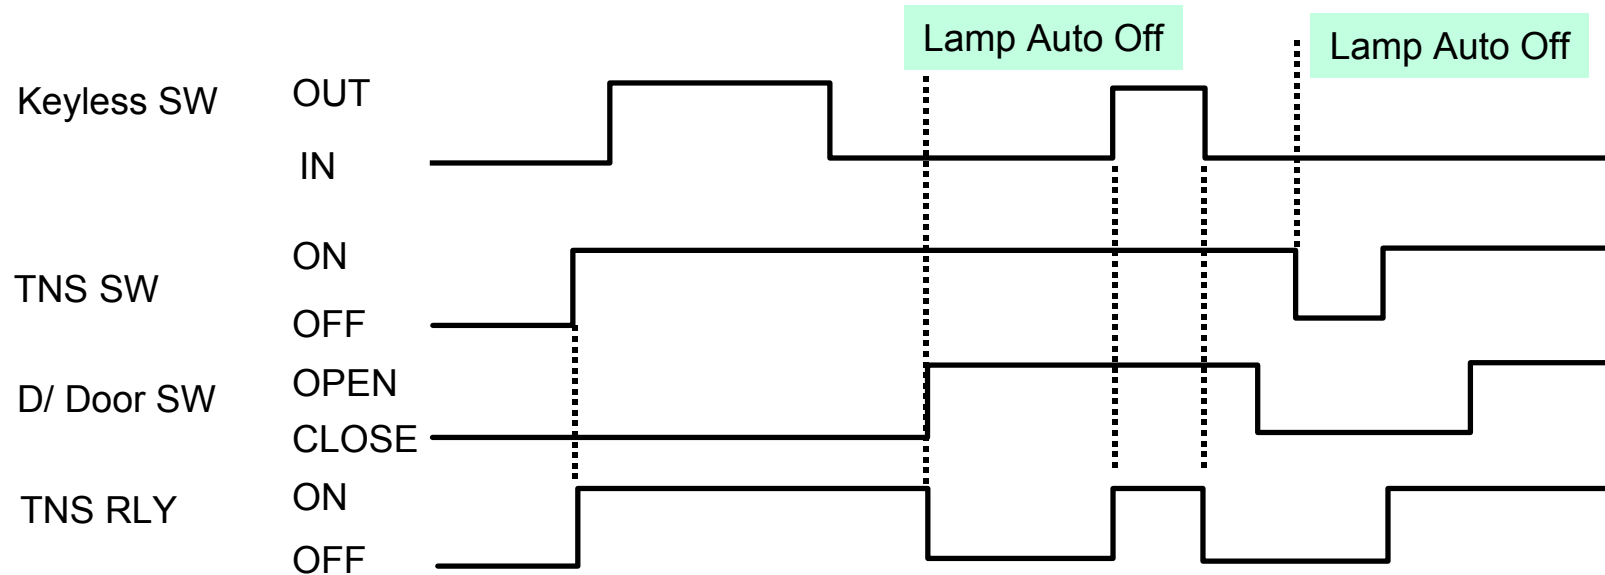 Lamp Auto Off
Lamp Auto Off
Keyless SW
OUT
IN
TNS SW
ON
OFF
D/ Door SW
OPEN
CLOSE
TNS RLY
ON
OFF